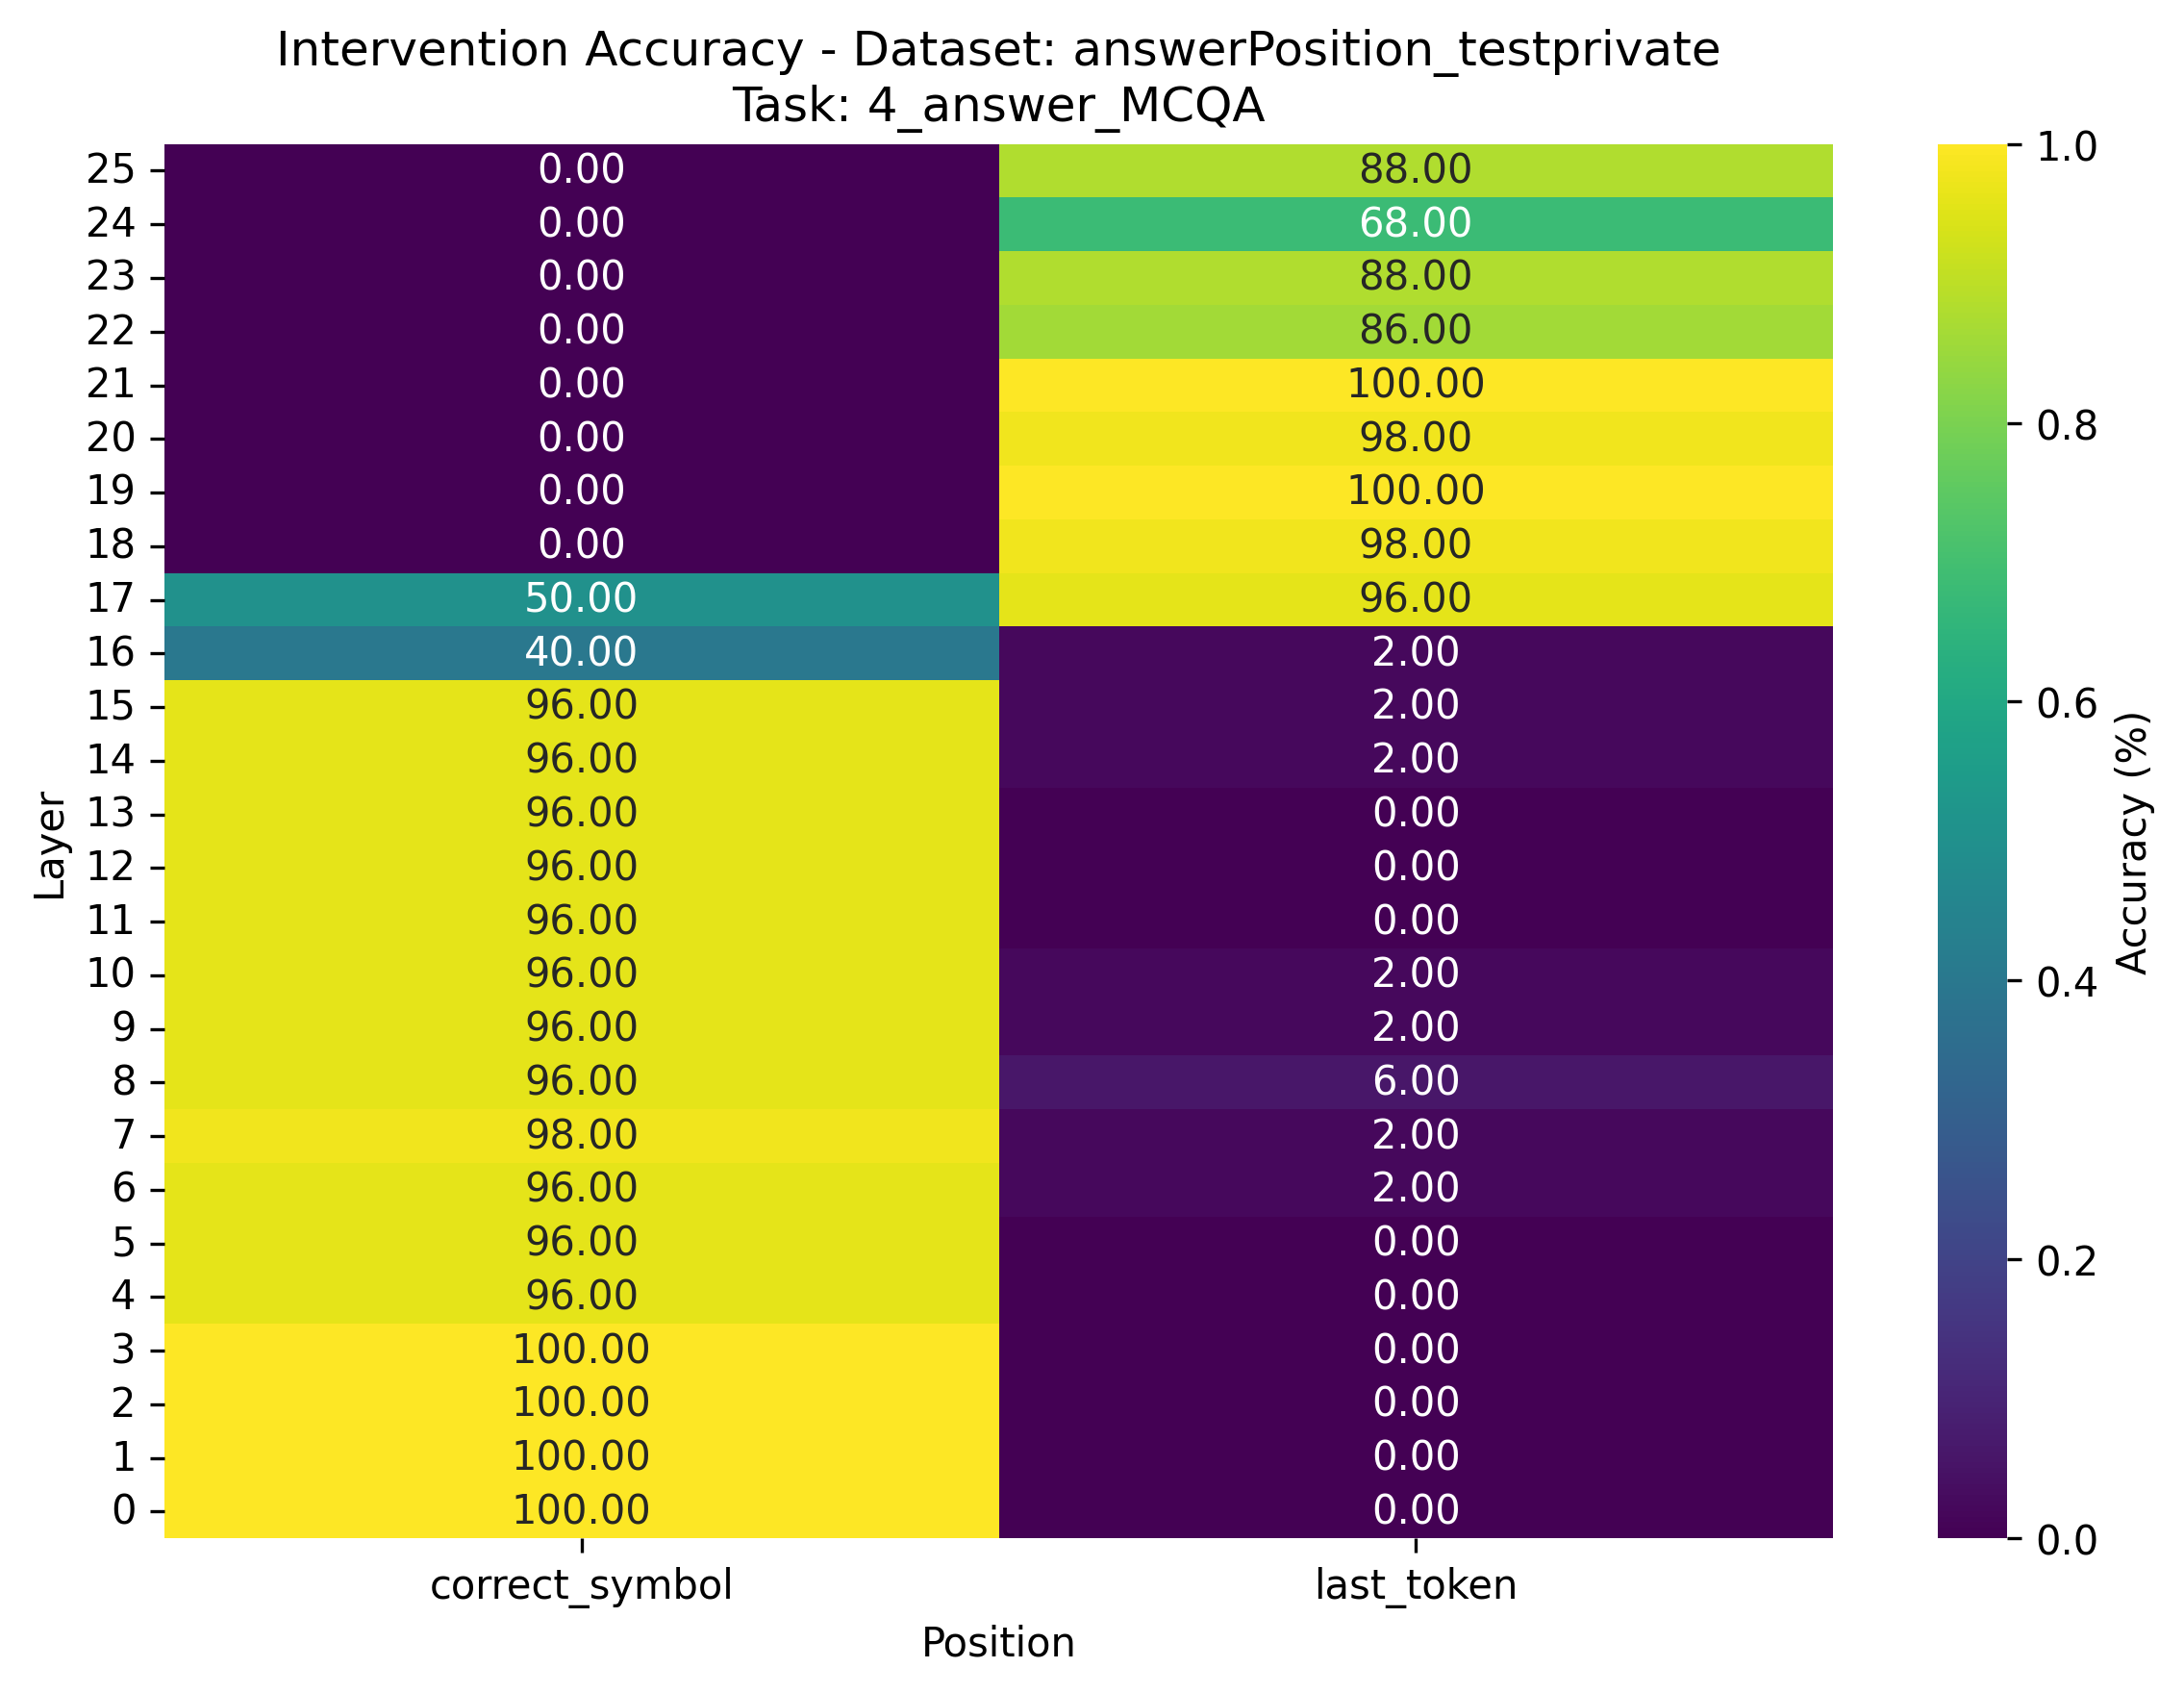 Intervention Accuracy - Dataset: answerPosition_testprivate
Task: 4_answer_MCQA
25 0.00 88.00 1.0
24 0.00 68.00
23 0.00 88.00
22 0.00 86.00
21 0.00 100.00
20 0.00 98.00 0.8
19 0.00 100.00
18 0.00 98.00
17 50.00 96.00
16 40.00 2.00
15 96.00 2.00 0.6
14 96.00 2.00
13 96.00 0.00
12 96.00 0.00
11 96.00 0.00
10 96.00 2.00 0.4
9 96.00 2.00
8 96.00 6.00
7 98.00 2.00
6 96.00 2.00
5 96.00 0.00 0.2
4 96.00 0.00
3 100.00 0.00
2 100.00 0.00
1 100.00 0.00
0 100.00 0.00 0.0
Layer
Accuracy (%)
correct_symbol last_token
Position